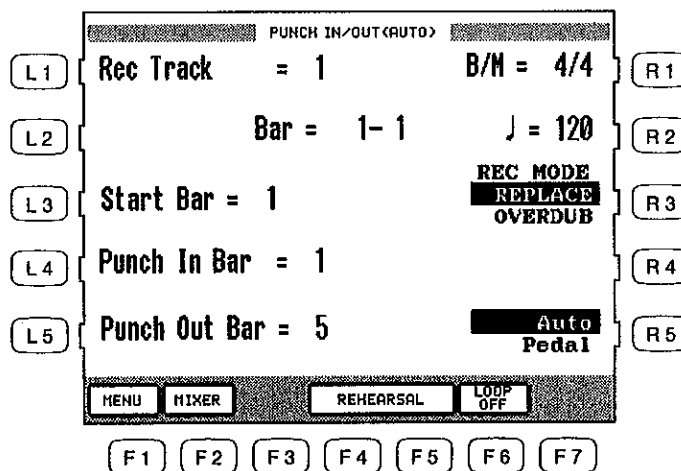 PUNCH IN/OUT(AUTO)
L1 Rec Track = 1 B/M = 4/4 R1
L2 Bar = 1- 1 ♩ = 120 R2
REC MODE
L3 Start Bar = 1 REPLACE R3
OVERDUB
L4 Punch In Bar = 1 R4
L5 Punch Out Bar = 5 Auto R5
Pedal
MENU MIXER REHEARSAL LOOP OFF
F1 F2 F3 F4 F5 F6 F7